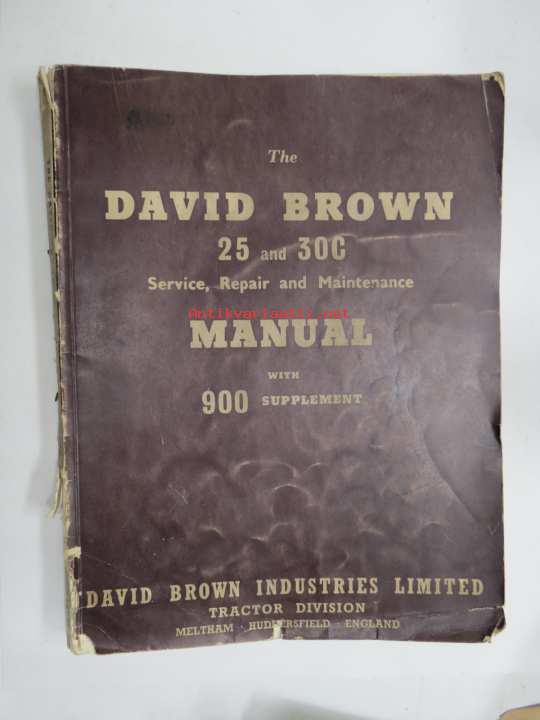 The
DAVID BROWN
25 and 30C
Service, Repair and Maintenance
Antikvariaatti.net
MANUAL
WITH
900 SUPPLEMENT
DAVID BROWN INDUSTRIES LIMITED
TRACTOR DIVISION
MELTHAM · HUDDERSFIELD · ENGLAND